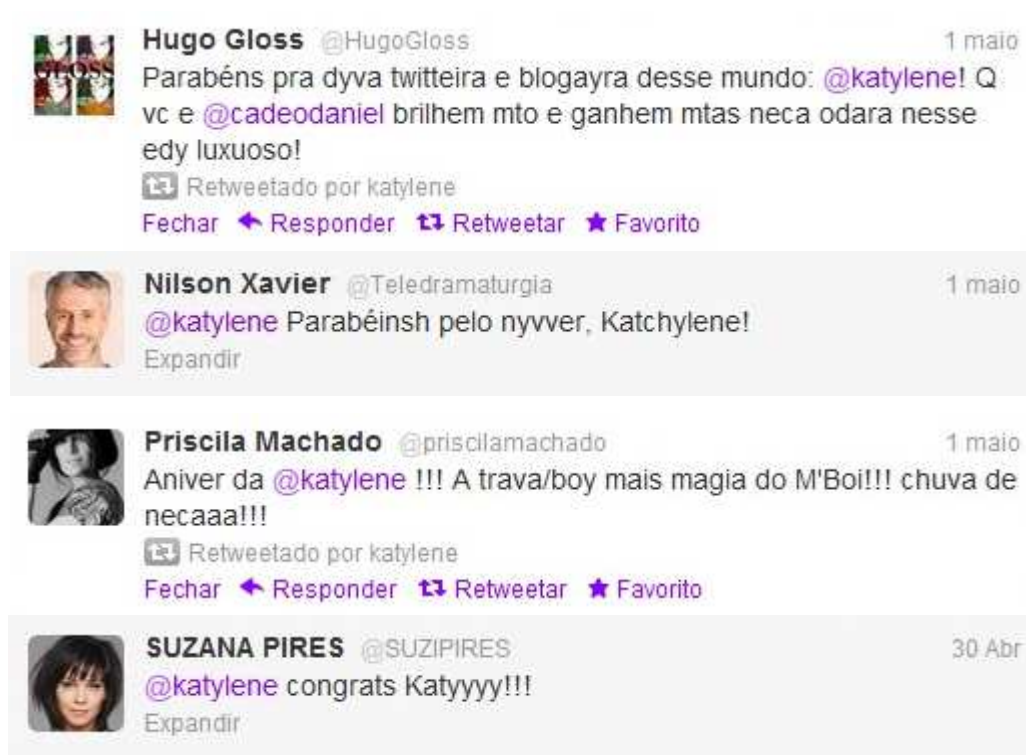 Hugo Gloss @HugoGloss 1 maio
Parabéns pra dyva twitteira e blogayra desse mundo: @katylene! Q
vc e @cadeodaniel brilhem mto e ganhem mtas neca odara nesse
edy luxuoso!
Retweetado por katylene
Fechar Responder Retweetar Favorito
Nilson Xavier @Teledramaturgia 1 maio
@katylene Parabéinsh pelo nyvver, Katchylene!
Expandir
Priscila Machado @priscilamachado 1 maio
Aniver da @katylene !!! A trava/boy mais magia do M'Boi!!! chuva de
necaaa!!!
Retweetado por katylene
Fechar Responder Retweetar Favorito
SUZANA PIRES @SUZIPIRES 30 Abr
@katylene congrats Katyyyy!!!
Expandir
GLOSS